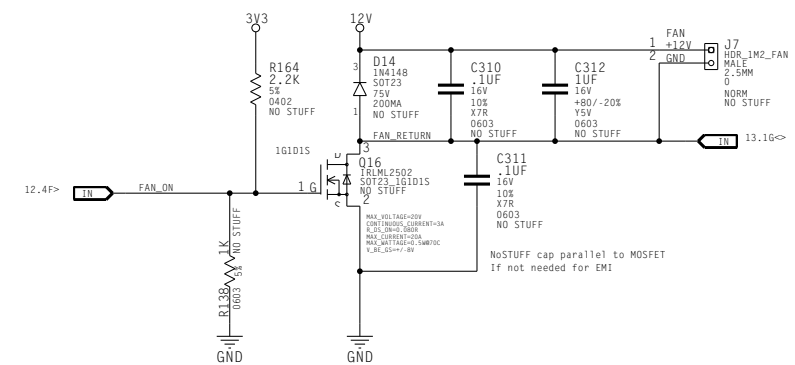 3V3
12V
FAN
1 +12V
2 GND
J7
HDR_1M2_FAN
MALE
2.5MM
0
NORM
NO STUFF
R164
2.2K
5%
0402
NO STUFF
3
D14
1N4148
SOT23
75V
200MA
NO STUFF
1
C310
.1UF
16V
10%
X7R
0603
NO STUFF
C312
1UF
16V
+80/-20%
Y5V
0603
NO STUFF
FAN_RETURN
IN
13.1G<>
1G1D1S
D
3
Q16
IRLML2502
SOT23_1G1D1S
NO STUFF
1 G
S
2
C311
.1UF
16V
10%
X7R
0603
NO STUFF
12.4F>
IN
FAN_ON
MAX_VOLTAGE=20V
CONTINUOUS_CURRENT=3A
R_DS_ON=0.080R
MAX_CURRENT=20A
MAX_WATTAGE=0.5W@70C
V_BE_GS=+/-8V
R138 1K
0603 5% NO STUFF
NoSTUFF cap parallel to MOSFET
If not needed for EMI
GND
GND